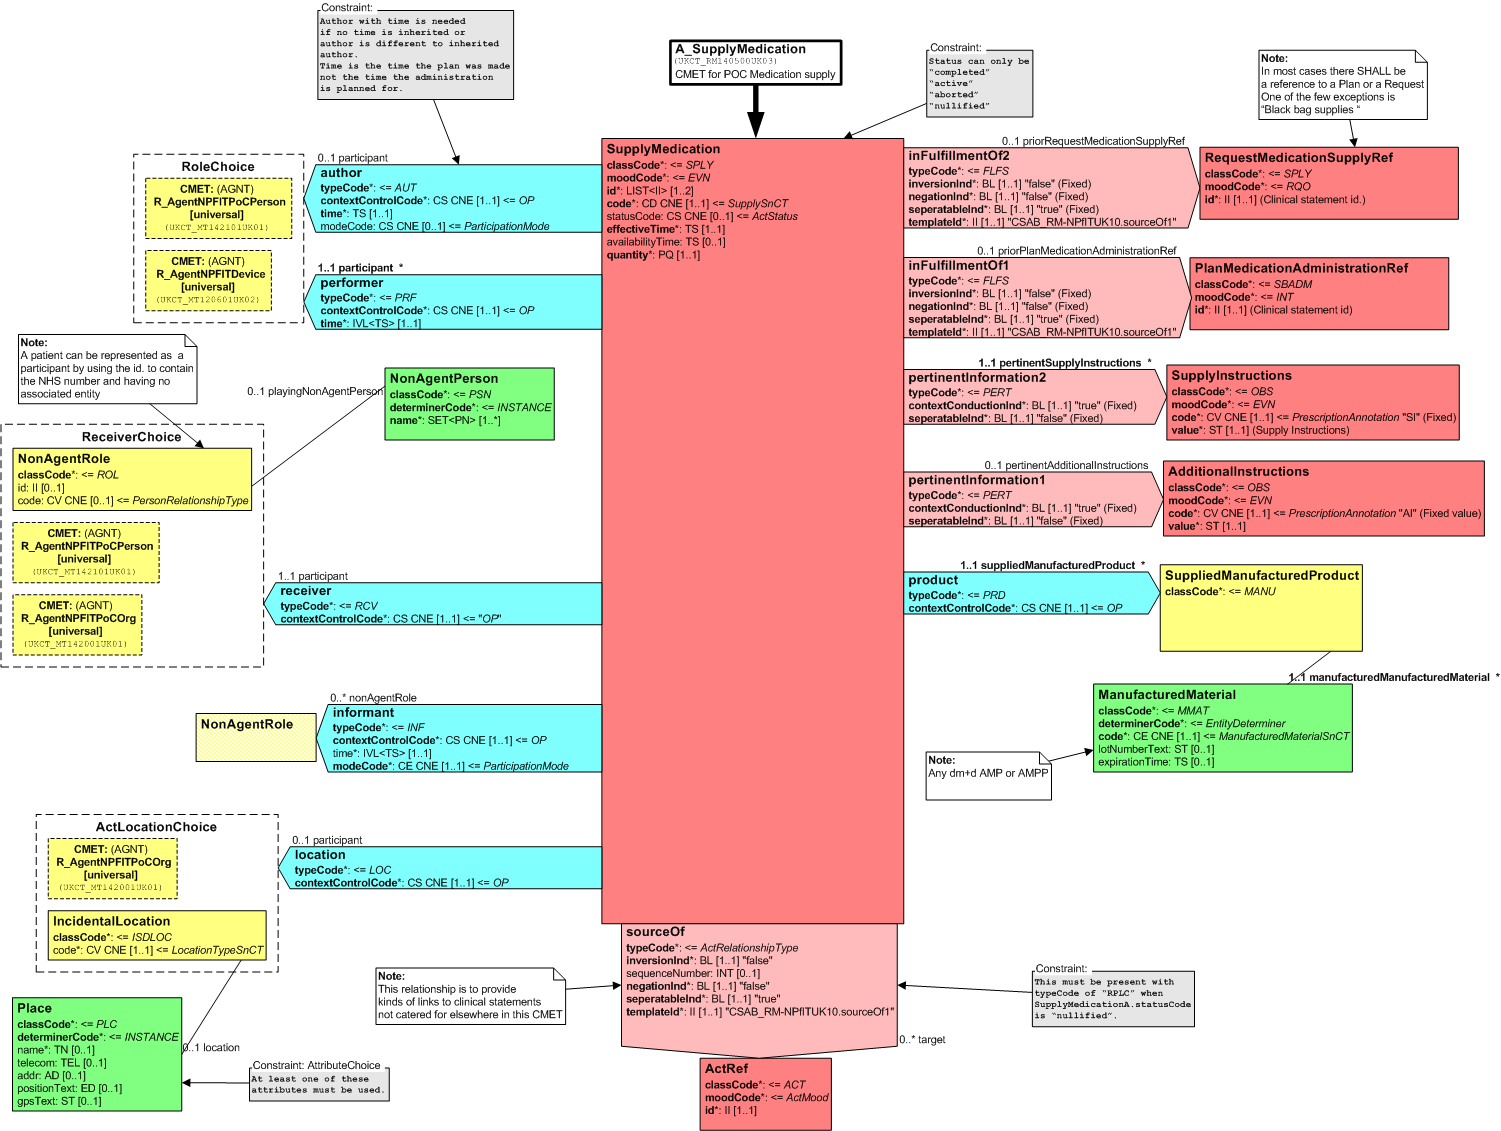 Constraint:
Author with time is needed
if no time is inherited or
author is different to inherited
author.
Time is the time the plan was made
not the time the administration
is planned for.
A_SupplyMedication
(UKCT_RM140500UK03)
CMET for POC Medication supply
Constraint:
Status can only be
"completed"
"active"
"aborted"
"nullified"
Note:
In most cases there SHALL be
a reference to a Plan or a Request
One of the few exceptions is
"Black bag supplies "
SupplyMedication
classCode*: <= SPLY
moodCode*: <= EVN
id*: LIST<II> [1..2]
code*: CD CNE [1..1] <= SupplySnCT
statusCode: CS CNE [0..1] <= ActStatus
effectiveTime*: TS [1..1]
availabilityTime: TS [0..1]
quantity*: PQ [1..1]
RoleChoice
CMET: (AGNT)
R_AgentNPFITPoCPerson
[universal]
(UKCT_MT142101UK01)
CMET: (AGNT)
R_AgentNPFITDevice
[universal]
(UKCT_MT120601UK02)
0..1 participant
author
typeCode*: <= AUT
contextControlCode*: CS CNE [1..1] <= OP
time*: TS [1..1]
modeCode: CS CNE [0..1] <= ParticipationMode
1..1 participant *
performer
typeCode*: <= PRF
contextControlCode*: CS CNE [1..1] <= OP
time*: IVL<TS> [1..1]
0..1 priorRequestMedicationSupplyRef
inFulfillmentOf2
typeCode*: <= FLFS
inversionInd*: BL [1..1] "false" (Fixed)
negationInd*: BL [1..1] "false" (Fixed)
seperatableInd*: BL [1..1] "true" (Fixed)
templateId*: II [1..1] "CSAB_RM-NPfITUK10.sourceOf1"
RequestMedicationSupplyRef
classCode*: <= SPLY
moodCode*: <= RQO
id*: II [1..1] (Clinical statement id.)
0..1 priorPlanMedicationAdministrationRef
inFulfillmentOf1
typeCode*: <= FLFS
inversionInd*: BL [1..1] "false" (Fixed)
negationInd*: BL [1..1] "false" (Fixed)
seperatableInd*: BL [1..1] "true" (Fixed)
templateId*: II [1..1] "CSAB_RM-NPfITUK10.sourceOf1"
PlanMedicationAdministrationRef
classCode*: <= SBADM
moodCode*: <= INT
id*: II [1..1] (Clinical statement id)
Note:
A patient can be represented as  a
participant by using the id. to contain
the NHS number and having no
associated entity
0..1 playingNonAgentPerson
NonAgentPerson
classCode*: <= PSN
determinerCode*: <= INSTANCE
name*: SET<PN> [1..*]
1..1 pertinentSupplyInstructions *
pertinentInformation2
typeCode*: <= PERT
contextConductionInd*: BL [1..1] "true" (Fixed)
seperatableInd*: BL [1..1] "false" (Fixed)
SupplyInstructions
classCode*: <= OBS
moodCode*: <= EVN
code*: CV CNE [1..1] <= PrescriptionAnnotation "SI" (Fixed)
value*: ST [1..1] (Supply Instructions)
0..1 pertinentAdditionalInstructions
pertinentInformation1
typeCode*: <= PERT
contextConductionInd*: BL [1..1] "true" (Fixed)
seperatableInd*: BL [1..1] "false" (Fixed)
AdditionalInstructions
classCode*: <= OBS
moodCode*: <= EVN
code*: CV CNE [1..1] <= PrescriptionAnnotation "AI" (Fixed value)
value*: ST [1..1]
ReceiverChoice
NonAgentRole
classCode*: <= ROL
id: II [0..1]
code: CV CNE [0..1] <= PersonRelationshipType
CMET: (AGNT)
R_AgentNPFITPoCPerson
[universal]
(UKCT_MT142101UK01)
CMET: (AGNT)
R_AgentNPFITPoCOrg
[universal]
(UKCT_MT142001UK01)
1..1 participant
receiver
typeCode*: <= RCV
contextControlCode*: CS CNE [1..1] <= "OP"
1..1 suppliedManufacturedProduct *
product
typeCode*: <= PRD
contextControlCode*: CS CNE [1..1] <= OP
SuppliedManufacturedProduct
classCode*: <= MANU
1..1 manufacturedManufacturedMaterial *
ManufacturedMaterial
classCode*: <= MMAT
determinerCode*: <= EntityDeterminer
code*: CE CNE [1..1] <= ManufacturedMaterialSnCT
lotNumberText: ST [0..1]
expirationTime: TS [0..1]
Note:
Any dm+d AMP or AMPP
0..* nonAgentRole
NonAgentRole
informant
typeCode*: <= INF
contextControlCode*: CS CNE [1..1] <= OP
time*: IVL<TS> [1..1]
modeCode*: CE CNE [1..1] <= ParticipationMode
ActLocationChoice
CMET: (AGNT)
R_AgentNPFITPoCOrg
[universal]
(UKCT_MT142001UK01)
IncidentalLocation
classCode*: <= ISDLOC
code*: CV CNE [1..1] <= LocationTypeSnCT
0..1 participant
location
typeCode*: <= LOC
contextControlCode*: CS CNE [1..1] <= OP
Place
classCode*: <= PLC
determinerCode*: <= INSTANCE
name*: TN [0..1]
telecom: TEL [0..1]
addr: AD [0..1]
positionText: ED [0..1]
gpsText: ST [0..1]
0..1 location
Constraint: AttributeChoice
At least one of these
attributes must be used.
Note:
This relationship is to provide
kinds of links to clinical statements
not catered for elsewhere in this CMET
sourceOf
typeCode*: <= ActRelationshipType
inversionInd*: BL [1..1] "false"
sequenceNumber: INT [0..1]
negationInd*: BL [1..1] "false"
seperatableInd*: BL [1..1] "true"
templateId*: II [1..1] "CSAB_RM-NPfITUK10.sourceOf1"
0..* target
Constraint:
This must be present with
typeCode of "RPLC" when
SupplyMedicationA.statusCode
is "nullified".
ActRef
classCode*: <= ACT
moodCode*: <= ActMood
id*: II [1..1]